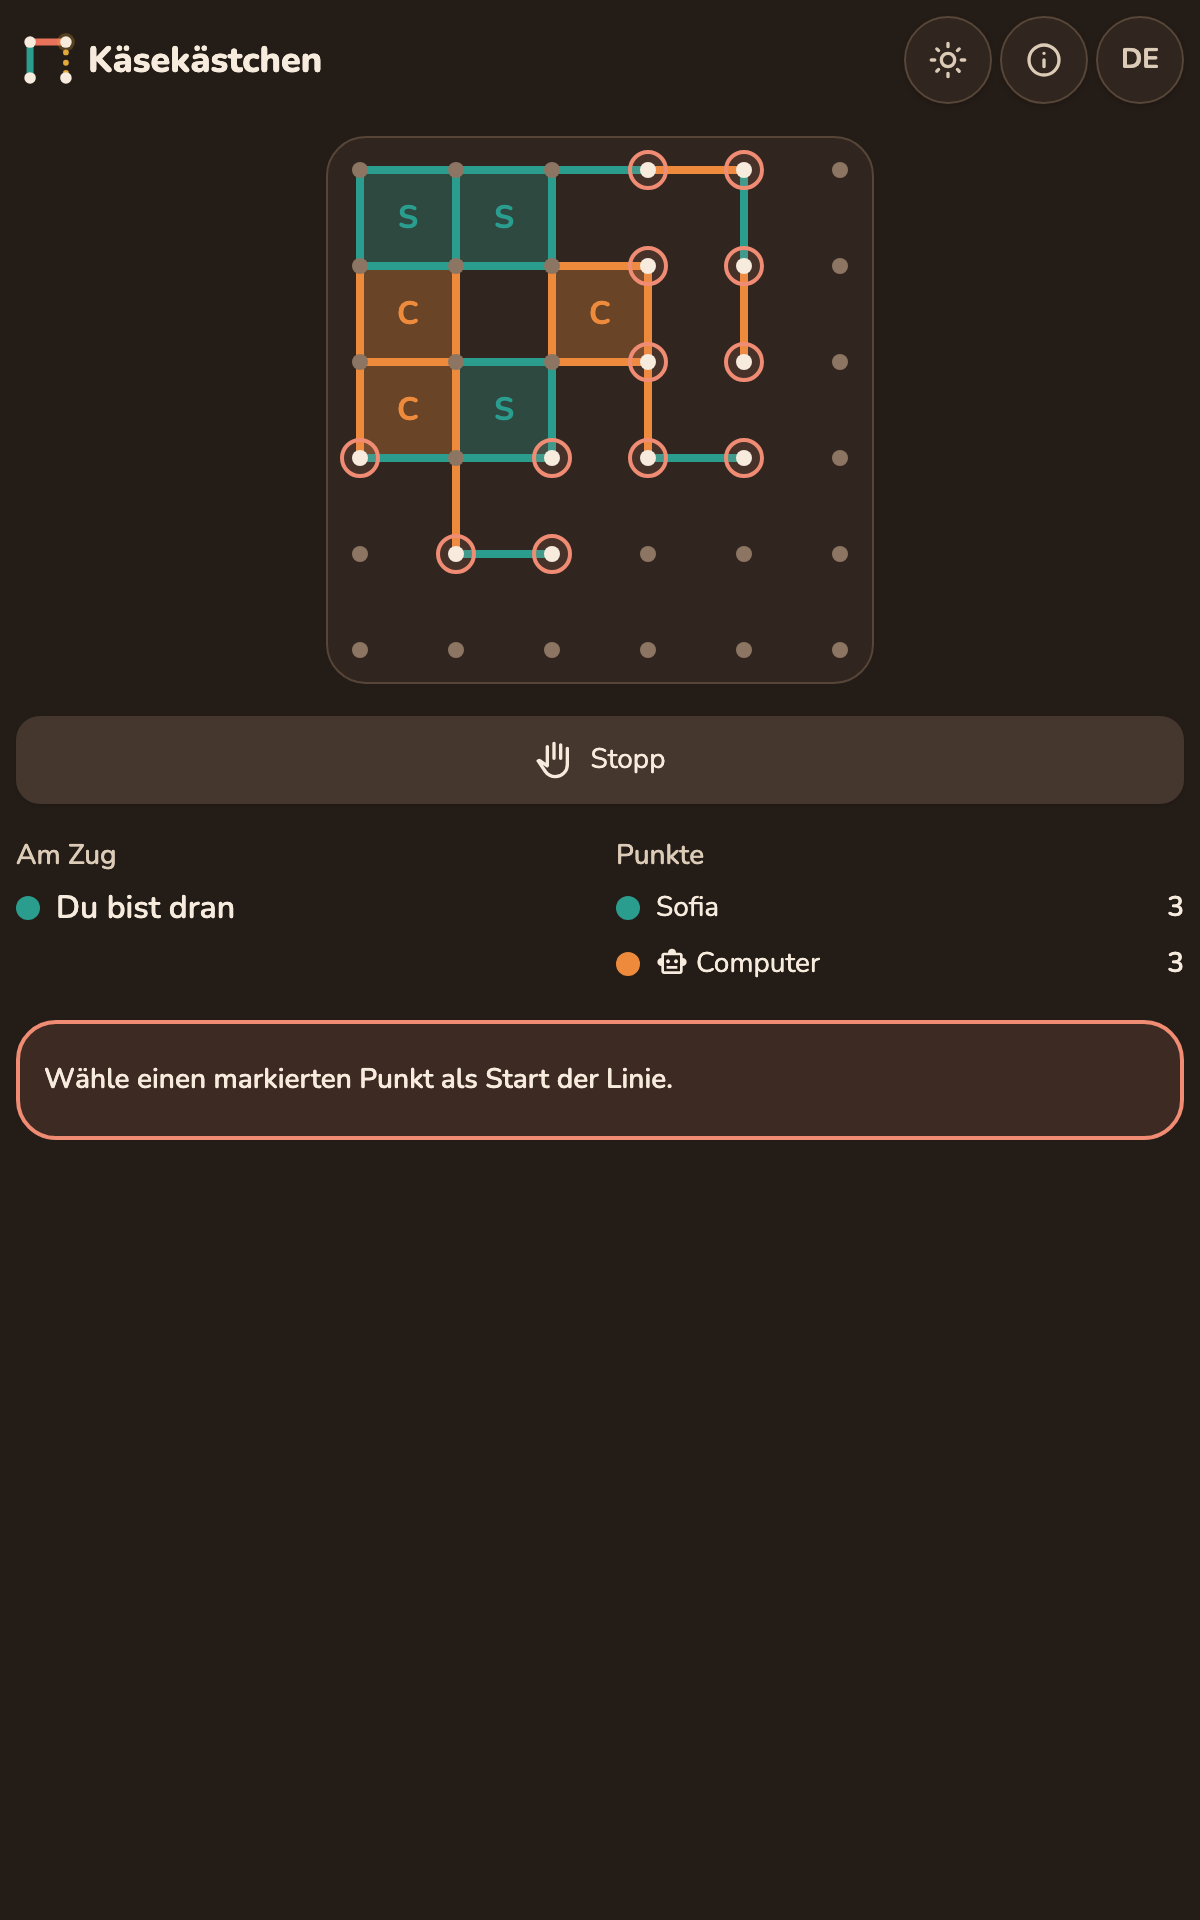 Käsekästchen
DE
S S
C C
C S
Stopp
Am Zug
Du bist dran
Punkte
Sofia 3
Computer 3
Wähle einen markierten Punkt als Start der Linie.